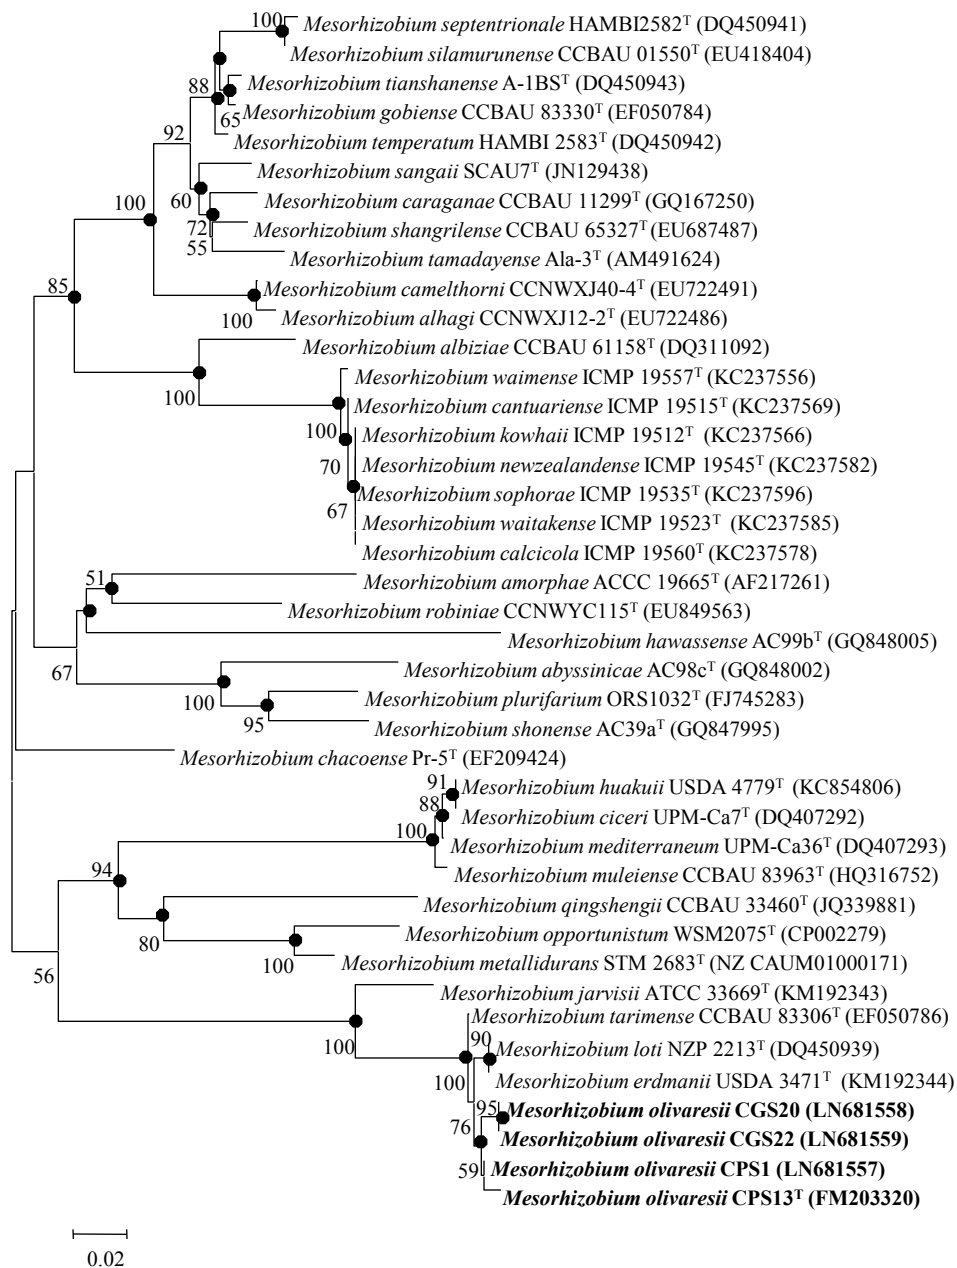 100 Mesorhizobium septentrionale HAMBI2582ᵀ (DQ450941)
Mesorhizobium silamurunense CCBAU 01550ᵀ (EU418404)
Mesorhizobium tianshanense A-1BSᵀ (DQ450943)
88
Mesorhizobium gobiense CCBAU 83330ᵀ (EF050784)
65
92
Mesorhizobium temperatum HAMBI 2583ᵀ (DQ450942)
Mesorhizobium sangaii SCAU7ᵀ (JN129438)
100 60 Mesorhizobium caraganae CCBAU 11299ᵀ (GQ167250)
72 Mesorhizobium shangrilense CCBAU 65327ᵀ (EU687487)
55 Mesorhizobium tamadayense Ala-3ᵀ (AM491624)
85 Mesorhizobium camelthorni CCNWXJ40-4ᵀ (EU722491)
100 Mesorhizobium alhagi CCNWXJ12-2ᵀ (EU722486)
Mesorhizobium albiziae CCBAU 61158ᵀ (DQ311092)
Mesorhizobium waimense ICMP 19557ᵀ (KC237556)
100 Mesorhizobium cantuariense ICMP 19515ᵀ (KC237569)
100 Mesorhizobium kowhaii ICMP 19512ᵀ (KC237566)
70 Mesorhizobium newzealandense ICMP 19545ᵀ (KC237582)
Mesorhizobium sophorae ICMP 19535ᵀ (KC237596)
67 Mesorhizobium waitakense ICMP 19523ᵀ (KC237585)
Mesorhizobium calcicola ICMP 19560ᵀ (KC237578)
51 Mesorhizobium amorphae ACCC 19665ᵀ (AF217261)
Mesorhizobium robiniae CCNWYC115ᵀ (EU849563)
Mesorhizobium hawassense AC99bᵀ (GQ848005)
67 Mesorhizobium abyssinicae AC98cᵀ (GQ848002)
100 Mesorhizobium plurifarium ORS1032ᵀ (FJ745283)
95 Mesorhizobium shonense AC39aᵀ (GQ847995)
Mesorhizobium chacoense Pr-5ᵀ (EF209424)
91 Mesorhizobium huakuii USDA 4779ᵀ (KC854806)
88 Mesorhizobium ciceri UPM-Ca7ᵀ (DQ407292)
100 Mesorhizobium mediterraneum UPM-Ca36ᵀ (DQ407293)
94 Mesorhizobium muleiense CCBAU 83963ᵀ (HQ316752)
Mesorhizobium qingshengii CCBAU 33460ᵀ (JQ339881)
80 Mesorhizobium opportunistum WSM2075ᵀ (CP002279)
100 Mesorhizobium metallidurans STM 2683ᵀ (NZ CAUM01000171)
56
Mesorhizobium jarvisii ATCC 33669ᵀ (KM192343)
Mesorhizobium tarimense CCBAU 83306ᵀ (EF050786)
100 90 Mesorhizobium loti NZP 2213ᵀ (DQ450939)
100 Mesorhizobium erdmanii USDA 3471ᵀ (KM192344)
95 Mesorhizobium olivaresii CGS20 (LN681558)
76 Mesorhizobium olivaresii CGS22 (LN681559)
59 Mesorhizobium olivaresii CPS1 (LN681557)
Mesorhizobium olivaresii CPS13ᵀ (FM203320)
0.02